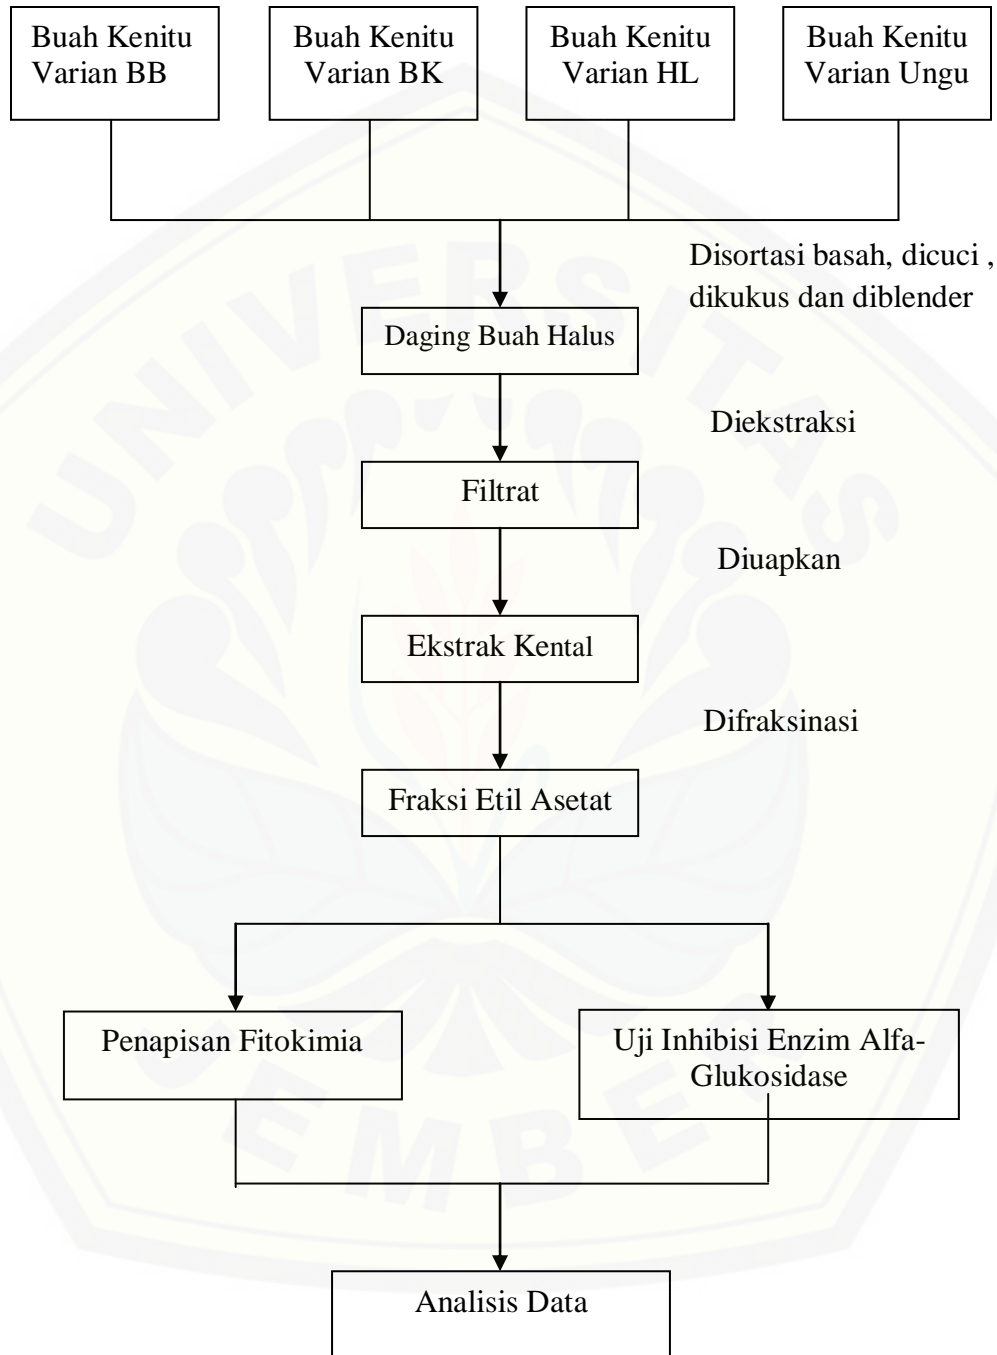 Buah Kenitu
Varian BB
Buah Kenitu
Varian BK
Buah Kenitu
Varian HL
Buah Kenitu
Varian Ungu
Disortasi basah, dicuci ,
dikukus dan diblender
Daging Buah Halus
Diekstraksi
Filtrat
Diuapkan
Ekstrak Kental
Difraksinasi
Fraksi Etil Asetat
Penapisan Fitokimia
Uji Inhibisi Enzim Alfa-
Glukosidase
Analisis Data
UNIVERSITAS
JEMBER